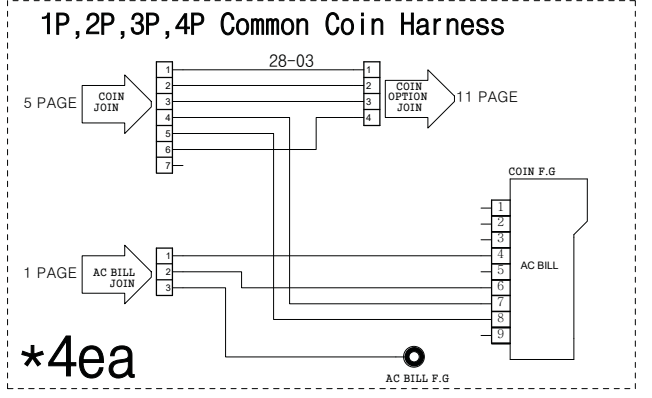 1P,2P,3P,4P Common Coin Harness
28-03
5 PAGE
COIN
JOIN
1
2
3
4
5
6
7
1
2
3
4
COIN
OPTION
JOIN
11 PAGE
COIN F.G
1
2
3
4
5
6
7
8
9
AC BILL
1 PAGE
AC BILL
JOIN
1
2
3
*4ea
AC BILL F.G